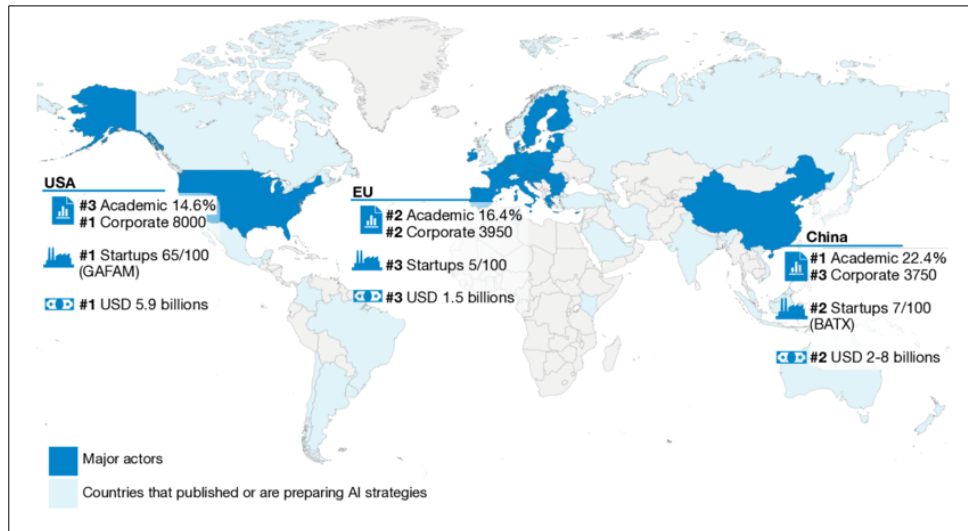 USA
#3 Academic 14.6%
#1 Corporate 8000
#1 Startups 65/100
(GAFAM)
#1 USD 5.9 billions
EU
#2 Academic 16.4%
#2 Corporate 3950
#3 Startups 5/100
#3 USD 1.5 billions
China
#1 Academic 22.4%
#3 Corporate 3750
#2 Startups 7/100
(BATX)
#2 USD 2-8 billions
Major actors
Countries that published or are preparing AI strategies